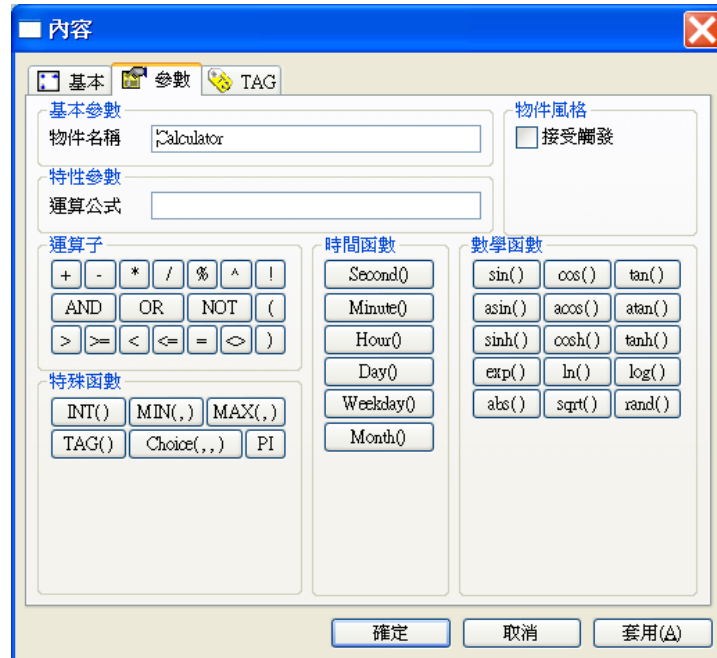 內容
基本 參數 TAG
基本參數
物件名稱 Calculator
物件風格
接受觸發
特性參數
運算公式
運算子
+ - * / % ^ !
AND OR NOT (
> >= < <= = <> )
特殊函數
INT() MIN(,) MAX(,)
TAG() Choice(,,) PI
時間函數
Second()
Minute()
Hour()
Day()
Weekday()
Month()
數學函數
sin() cos() tan()
asin() acos() atan()
sinh() cosh() tanh()
exp() ln() log()
abs() sqrt() rand()
確定 取消 套用(A)